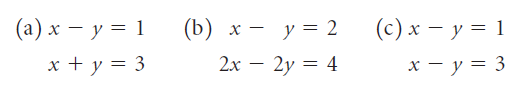 (a) x − y = 1 (b) x − y = 2 (c) x − y = 1
x + y = 3 2x − 2y = 4 x − y = 3